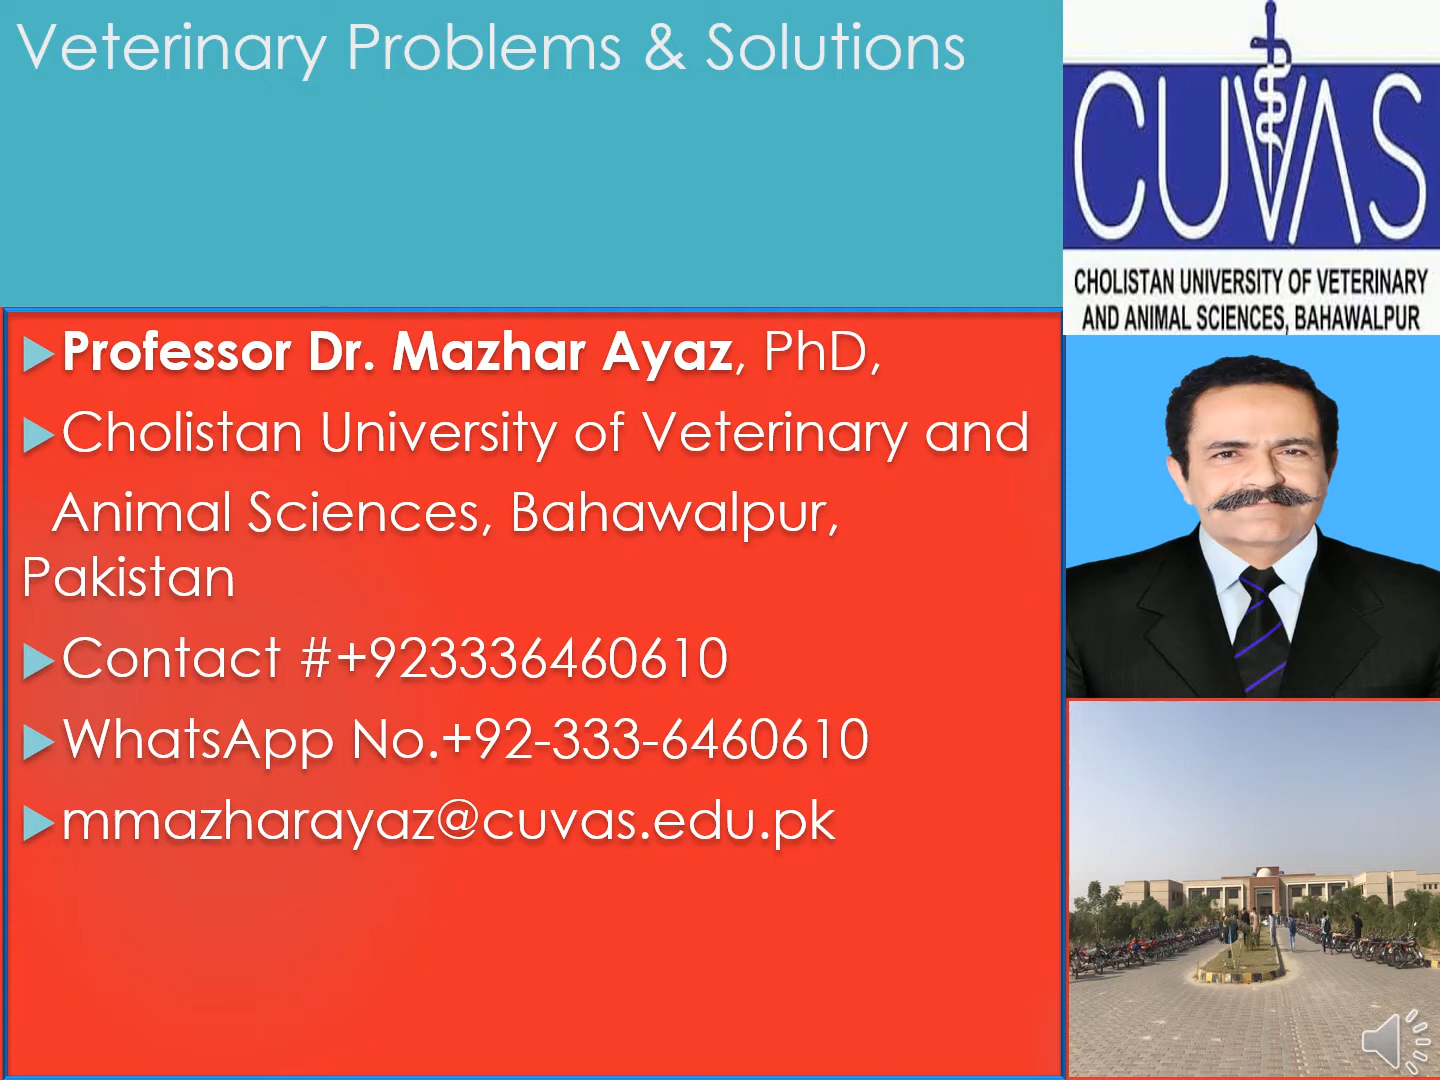 Veterinary Problems & Solutions
CUVAS
CHOLISTAN UNIVERSITY OF VETERINARY
AND ANIMAL SCIENCES, BAHAWALPUR
Professor Dr. Mazhar Ayaz, PhD,
Cholistan University of Veterinary and
Animal Sciences, Bahawalpur,
Pakistan
Contact #+923336460610
WhatsApp No.+92-333-6460610
mmazharayaz@cuvas.edu.pk